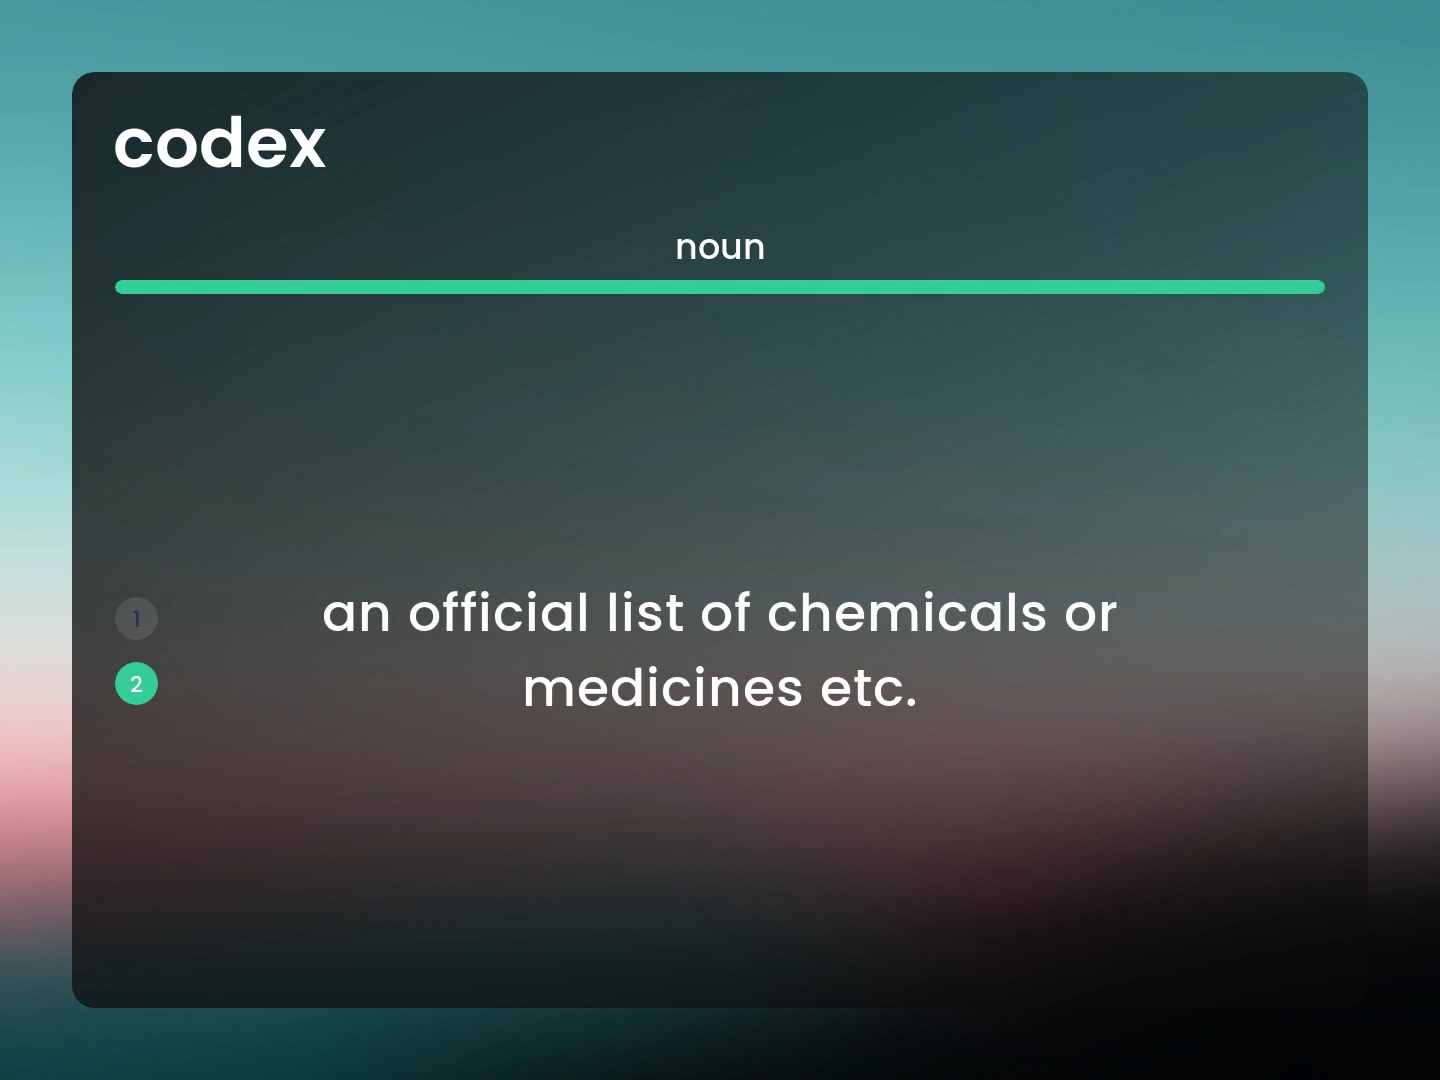 codex
noun
1
an official list of chemicals or
2
medicines etc.